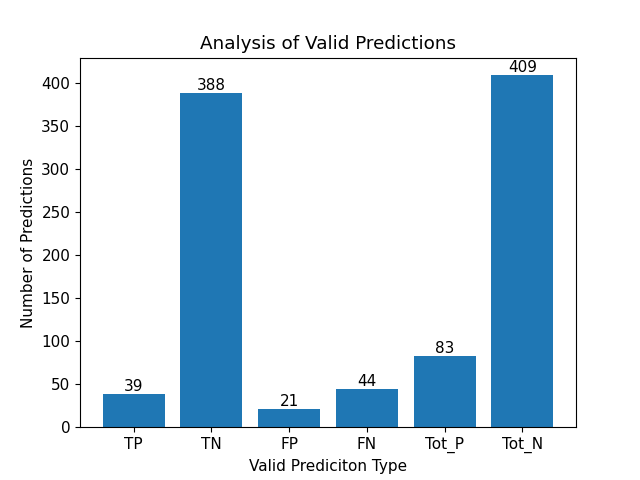 Analysis of Valid Predictions
Number of Predictions
400
350
300
250
200
150
100
50
0
39
388
21
44
83
409
TP
TN
FP
FN
Tot_P
Tot_N
Valid Prediciton Type